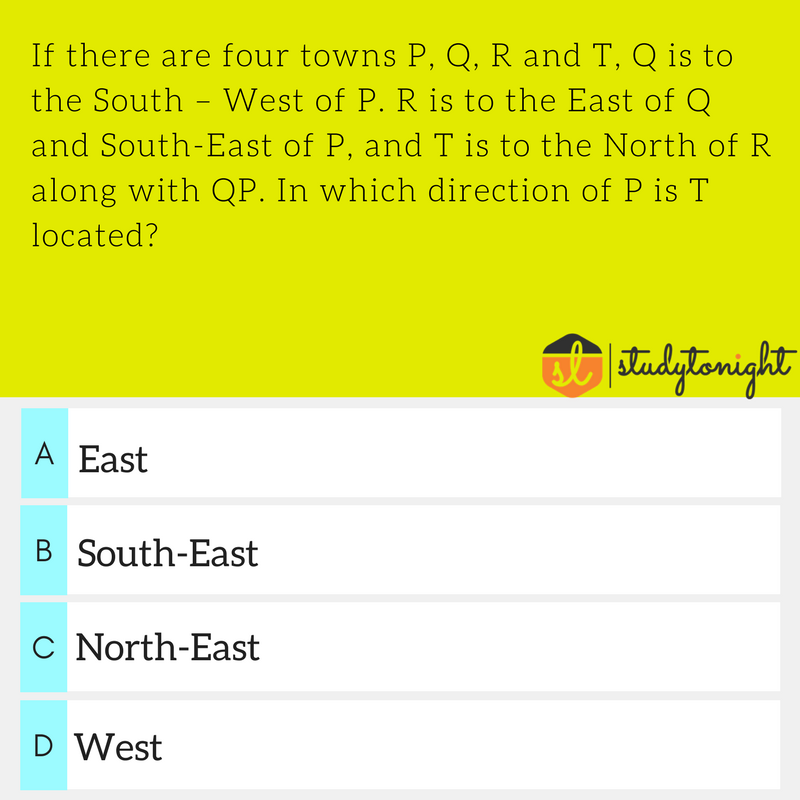 If there are four towns P, Q, R and T, Q is to
the South – West of P. R is to the East of Q
and South-East of P, and T is to the North of R
along with QP. In which direction of P is T
located?
sl studytonight
A East
B South-East
C North-East
D West